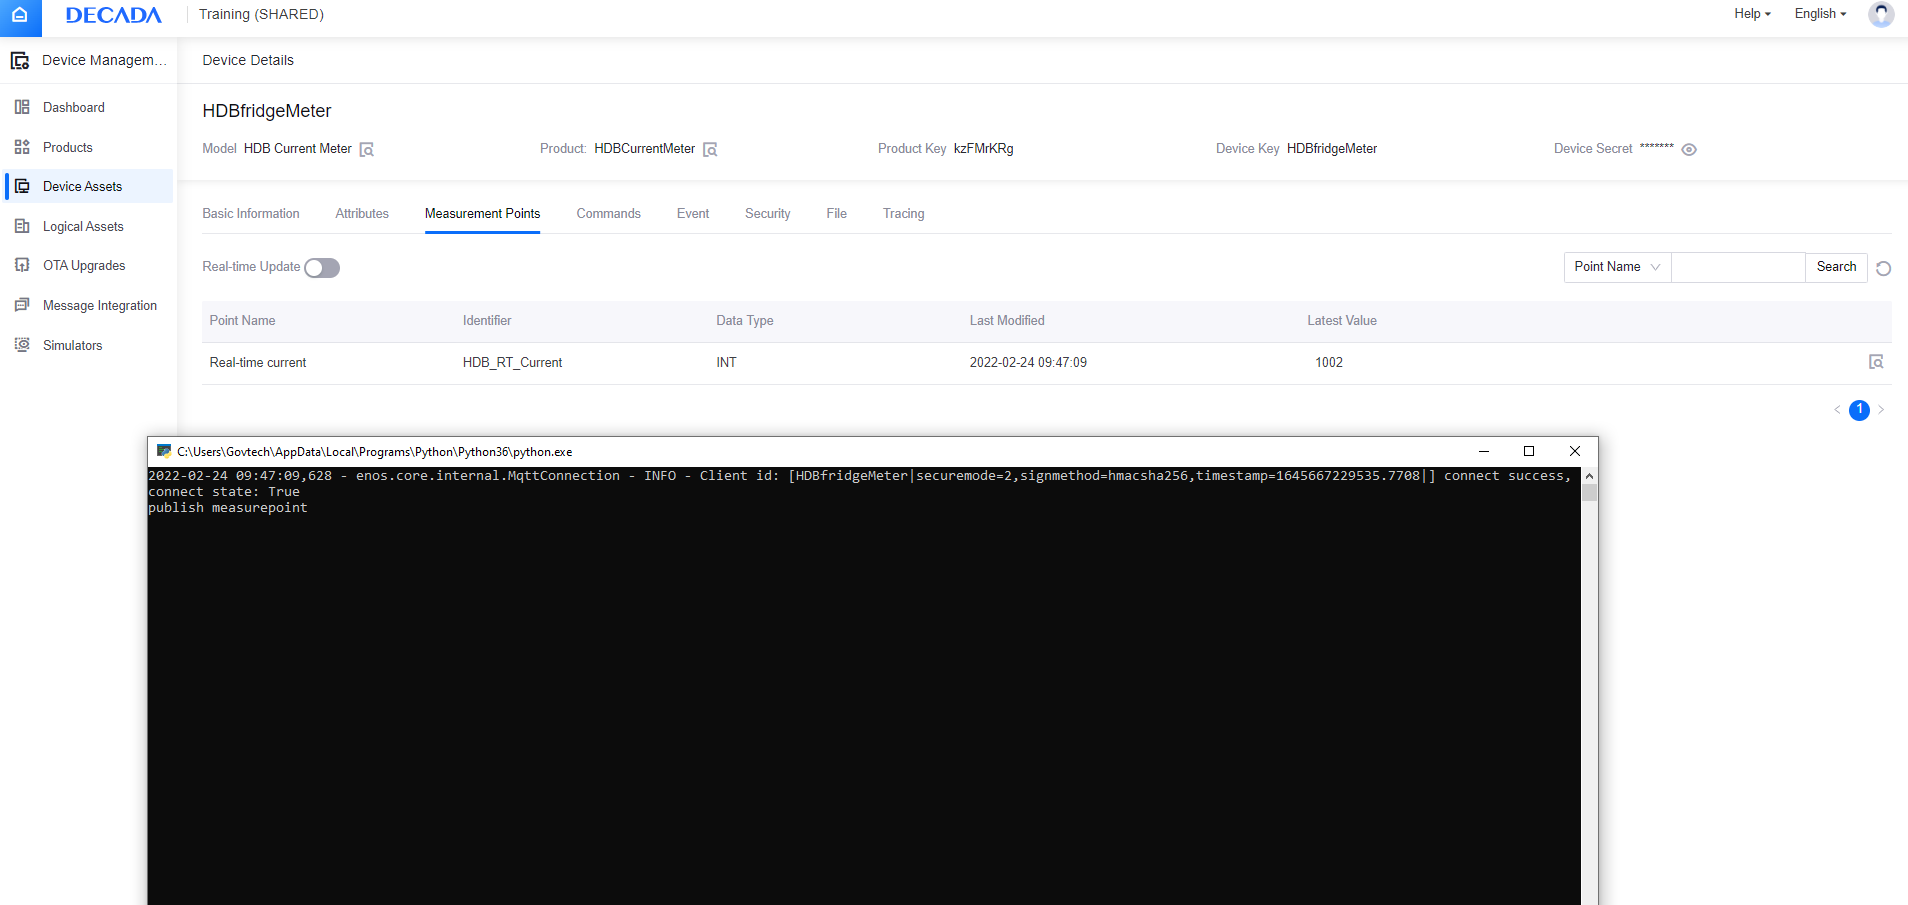 DECADA Training (SHARED) Help English
Device Managem... Device Details
Dashboard
Products
Device Assets
Logical Assets
OTA Upgrades
Message Integration
Simulators
HDBfridgeMeter
Model HDB Current Meter Product: HDBCurrentMeter Product Key kzFMrKRg Device Key HDBfridgeMeter Device Secret *******
Basic Information Attributes Measurement Points Commands Event Security File Tracing
Real-time Update Point Name Search
Point Name Identifier Data Type Last Modified Latest Value
Real-time current HDB_RT_Current INT 2022-02-24 09:47:09 1002
< 1 >
C:\Users\Govtech\AppData\Local\Programs\Python\Python36\python.exe
2022-02-24 09:47:09,628 - enos.core.internal.MqttConnection - INFO - Client id: [HDBfridgeMeter|securemode=2,signmethod=hmacsha256,timestamp=1645667229535.7708|] connect success,
connect state: True
publish measurepoint